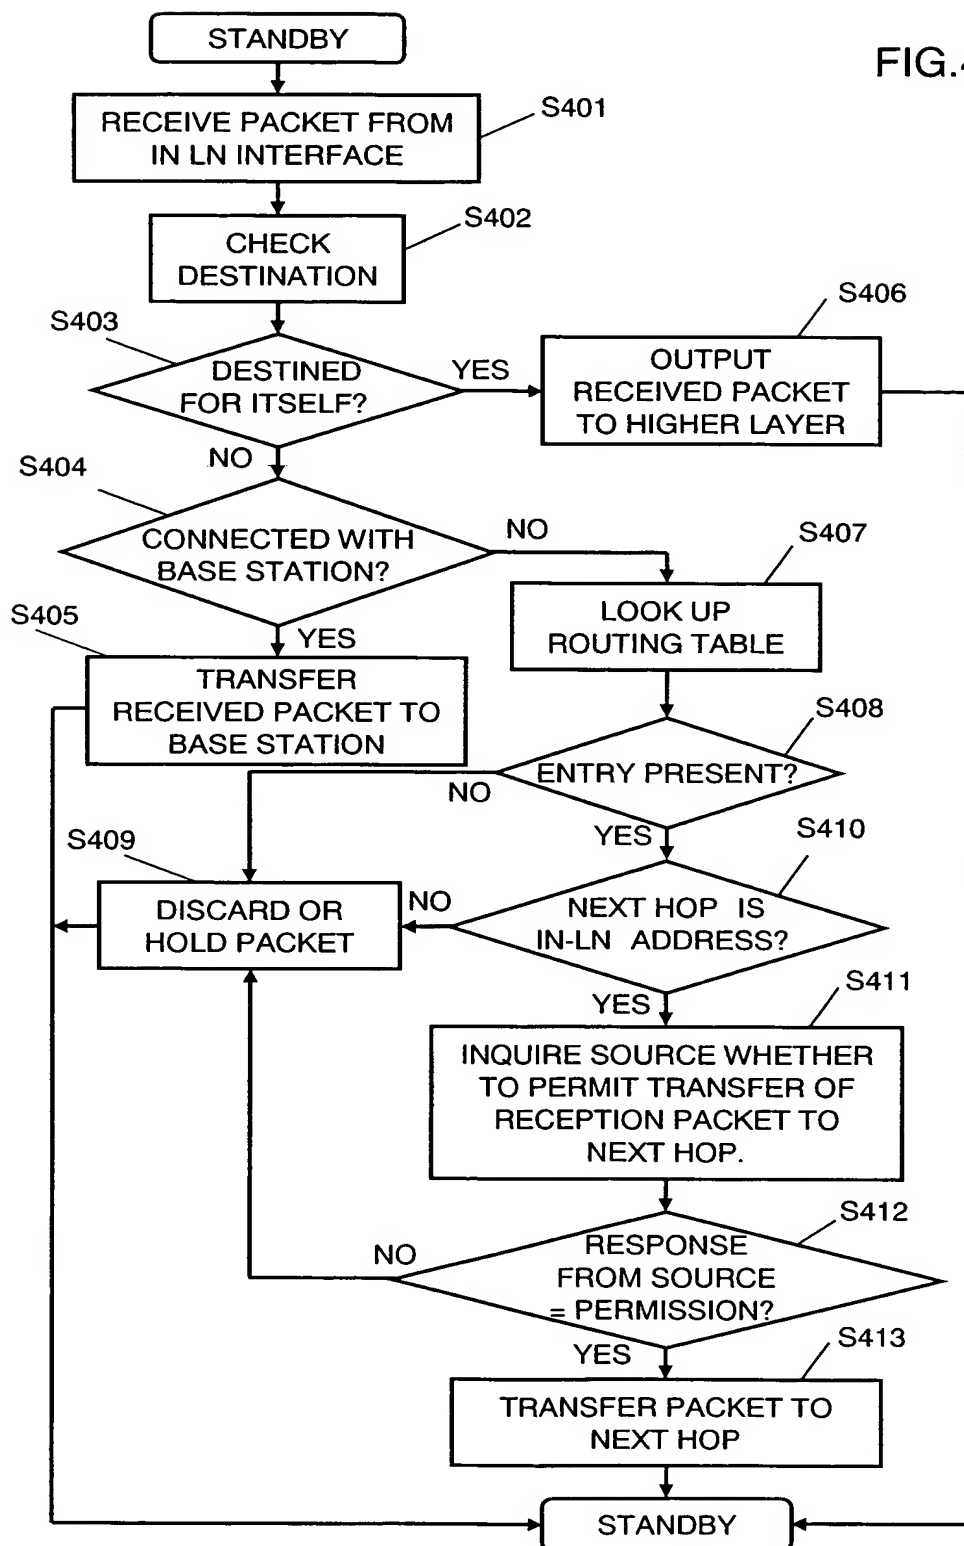 STANDBY
FIG.4
S401
RECEIVE PACKET FROM
IN LN INTERFACE
S402
CHECK
DESTINATION
S403
DESTINED
FOR ITSELF?
YES
NO
S406
OUTPUT
RECEIVED PACKET
TO HIGHER LAYER
S404
CONNECTED WITH
BASE STATION?
NO
YES
S407
LOOK UP
ROUTING TABLE
S405
TRANSFER
RECEIVED PACKET TO
BASE STATION
S408
ENTRY PRESENT?
NO
YES
S409
DISCARD OR
HOLD PACKET
S410
NEXT HOP IS
IN-LN ADDRESS?
NO
YES
S411
INQUIRE SOURCE WHETHER
TO PERMIT TRANSFER OF
RECEPTION PACKET TO
NEXT HOP.
S412
RESPONSE
FROM SOURCE
= PERMISSION?
NO
YES
S413
TRANSFER PACKET TO
NEXT HOP
STANDBY